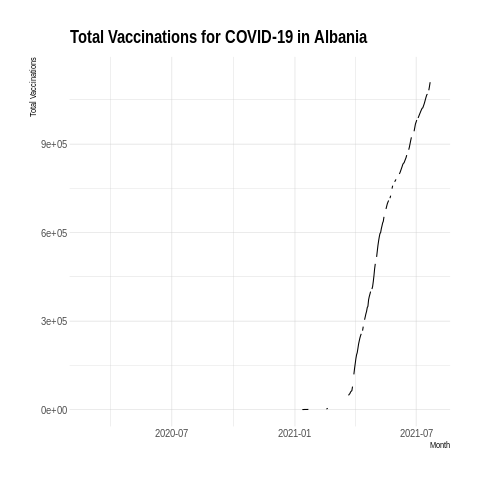 Total Vaccinations for COVID-19 in Albania
Total Vaccinations
9e+05
6e+05
3e+05
0e+00
2020-07
2021-01
2021-07
Month